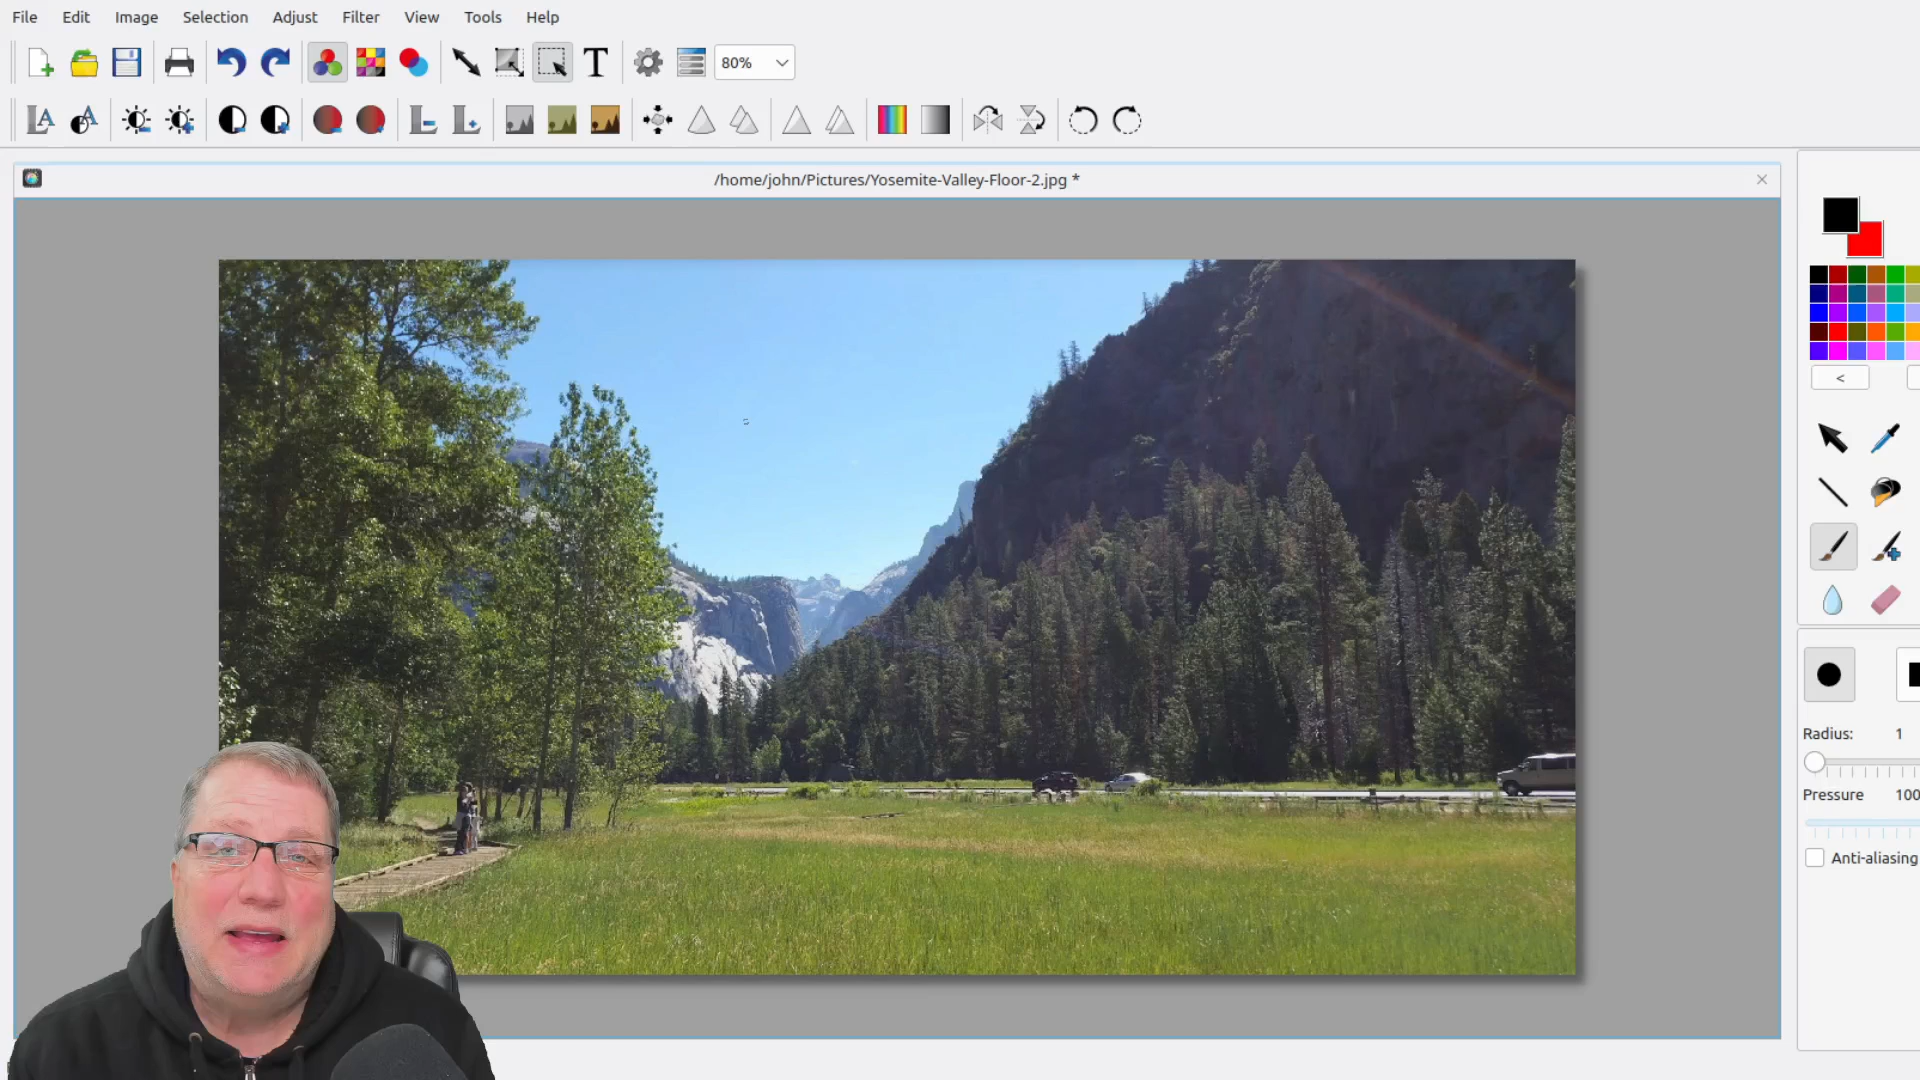 File Edit Image Selection Adjust Filter View Tools Help
T 80%
/home/john/Pictures/Yosemite-Valley-Floor-2.jpg *
<
Radius: 1
Pressure 100
Anti-aliasing